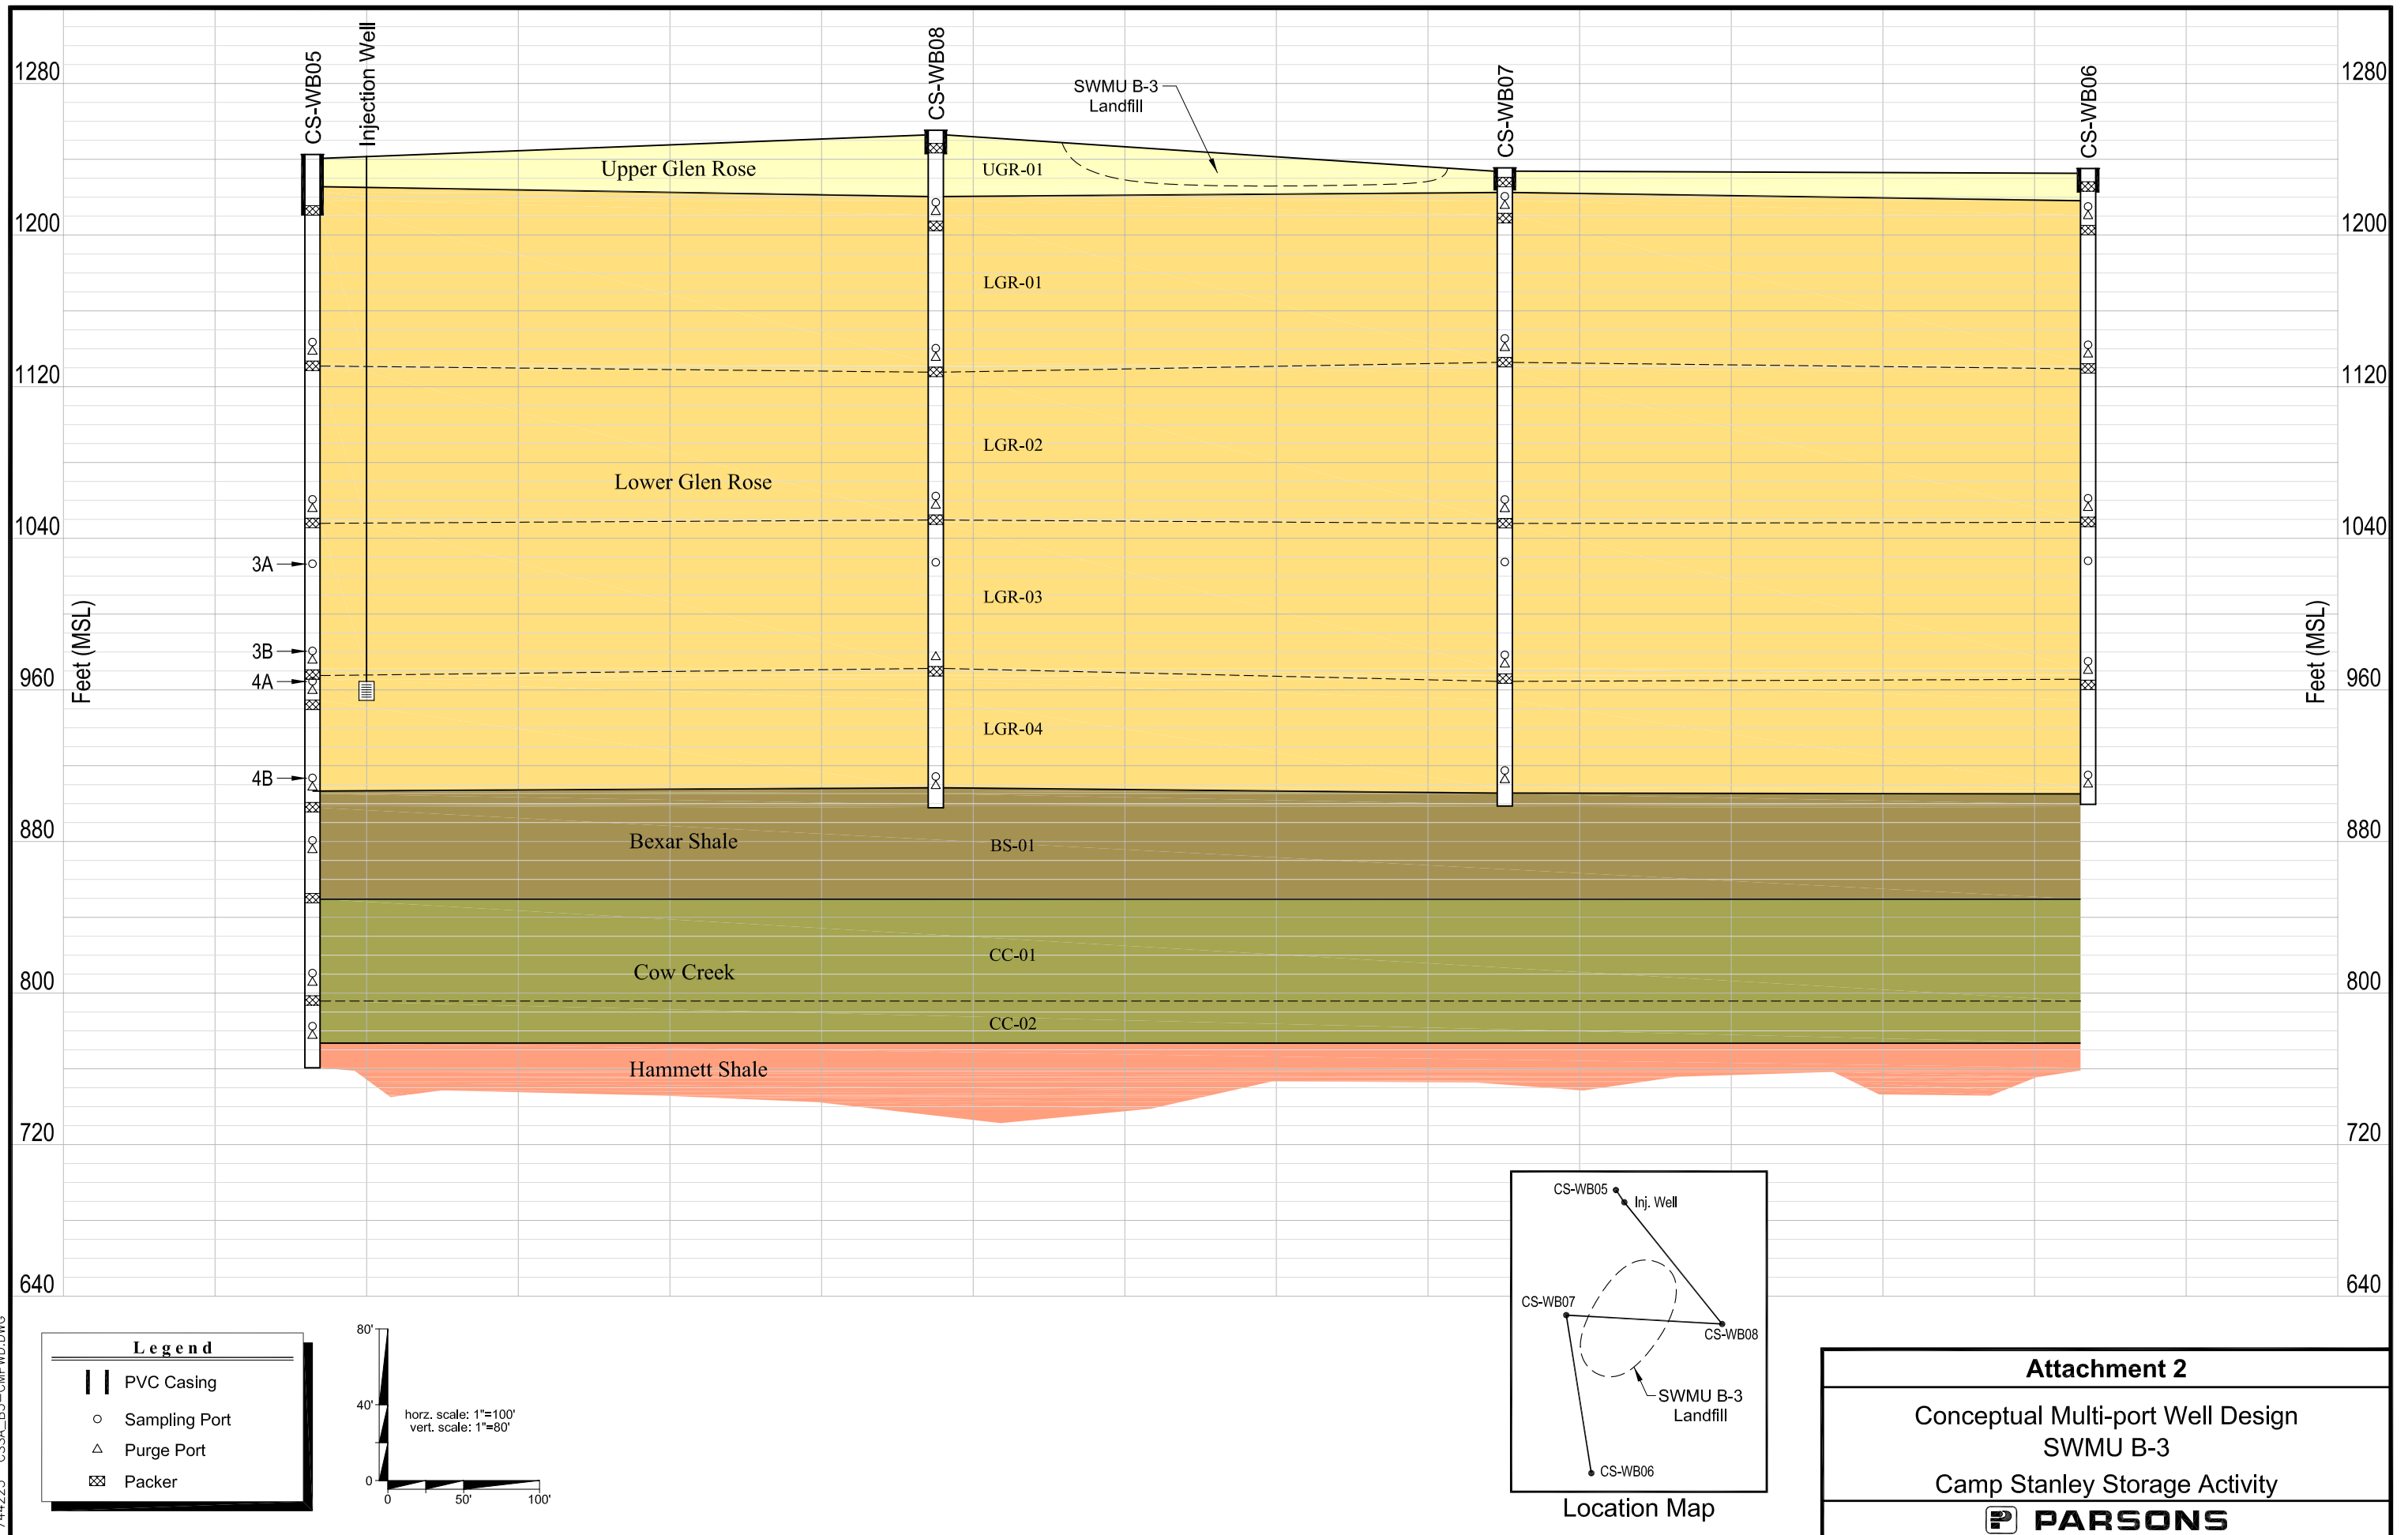 CS-WB05
Injection Well
CS-WB08
CS-WB07
CS-WB06
SWMU B-3
Landfill
1280
1280
Upper Glen Rose
UGR-01
1200
1200
LGR-01
1120
1120
LGR-02
Lower Glen Rose
1040
1040
3A
LGR-03
Feet (MSL)
Feet (MSL)
3B
4A
960
960
LGR-04
4B
880
880
Bexar Shale
BS-01
CC-01
Cow Creek
800
800
CC-02
Hammett Shale
720
720
640
640
CS-WB05
Inj. Well
CS-WB07
CS-WB08
SWMU B-3
Landfill
CS-WB06
Location Map
Legend
PVC Casing
Sampling Port
Purge Port
Packer
80'
40'
0
0
50'
100'
horz. scale: 1"=100'
vert. scale: 1"=80'
Attachment 2
Conceptual Multi-port Well Design
SWMU B-3
Camp Stanley Storage Activity
PARSONS